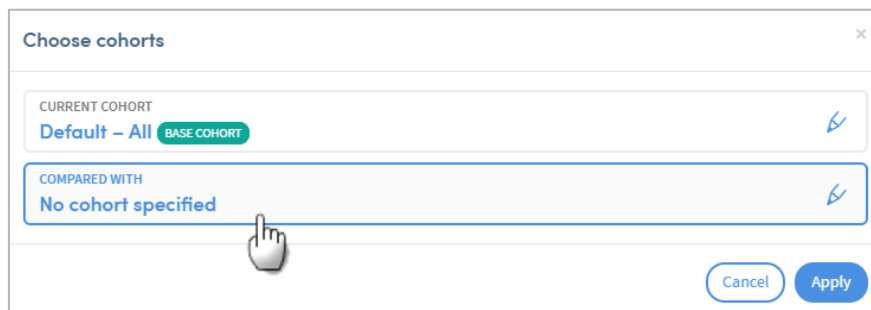 Choose cohorts
×
CURRENT COHORT
Default – All BASE COHORT
COMPARED WITH
No cohort specified
Cancel Apply